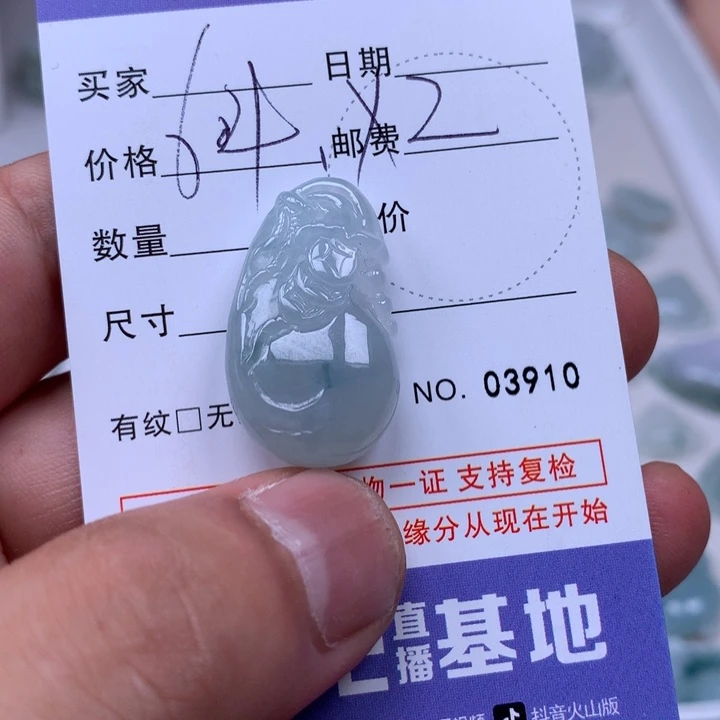 买家 日期
价格 邮费
数量 价
尺寸
有纹□无 NO. 03910
物一证 支持复检
缘分从现在开始
直播基地
抖音火山版